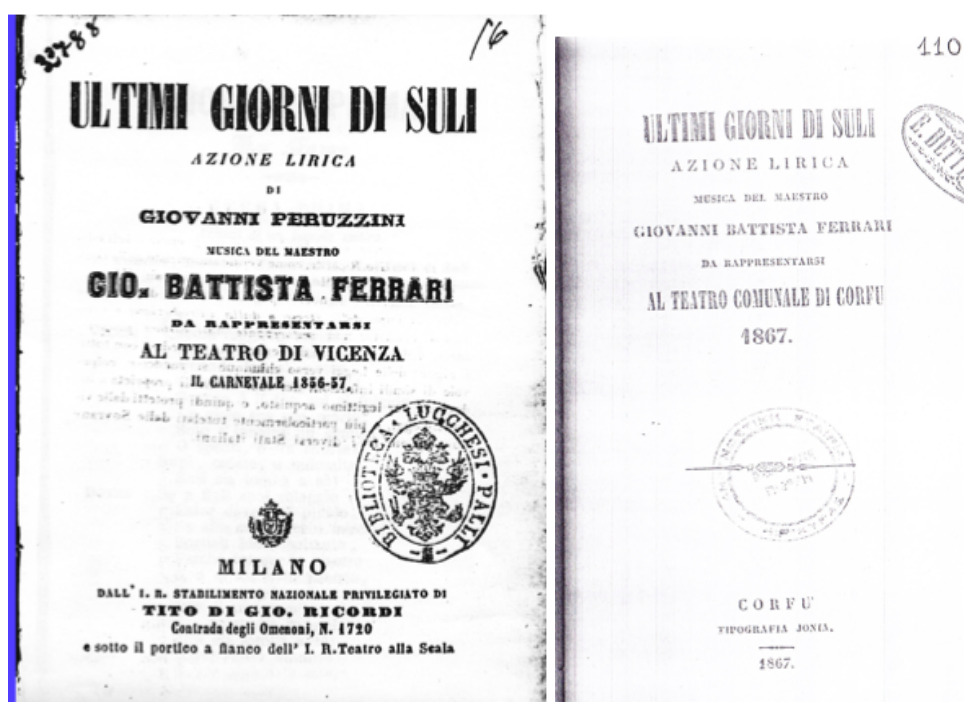 32788
16
ULTIMI GIORNI DI SULI
AZIONE LIRICA
DI
GIOVANNI PERUZZINI
MUSICA DEL MAESTRO
GIO. BATTISTA FERRARI
DA RAPPRESENTARSI
AL TEATRO DI VICENZA
IL CARNEVALE 1856-57.
BIBLIOTECA LUCCHESI · PALLI
MILANO
DALL' I. R. STABILIMENTO NAZIONALE PRIVILEGIATO DI
TITO DI GIO. RICORDI
Contrada degli Omenoni, N. 1720
e sotto il portico a fianco dell' I. R. Teatro alla Scala
110
ULTIMI GIORNI DI SULI
AZIONE LIRICA
MUSICA DEL MAESTRO
GIOVANNI BATTISTA FERRARI
DA RAPPRESENTARSI
AL TEATRO COMUNALE DI CORFU
1867.
CORFU'
TIPOGRAFIA JONIA.
1867.